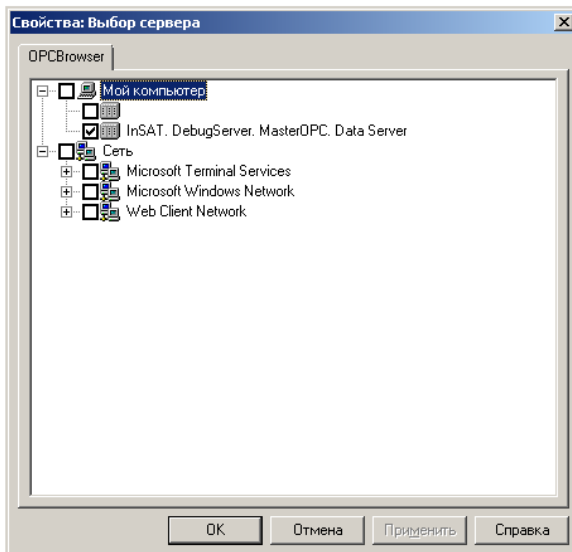 Свойства: Выбор сервера
OPCBrowser
Мой компьютер
InSAT. DebugServer. MasterOPC. Data Server
Сеть
Microsoft Terminal Services
Microsoft Windows Network
Web Client Network
OK
Отмена
Применить
Справка